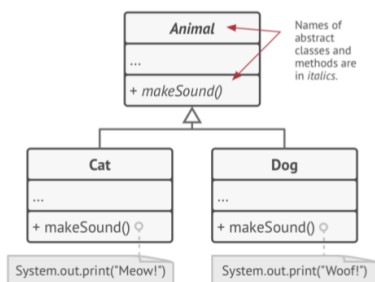 Animal
Names of
abstract
classes and
methods are
in italics.
...
+ makeSound()
Cat
Dog
...
...
+ makeSound()
+ makeSound()
System.out.print("Meow!")
System.out.print("Woof!")